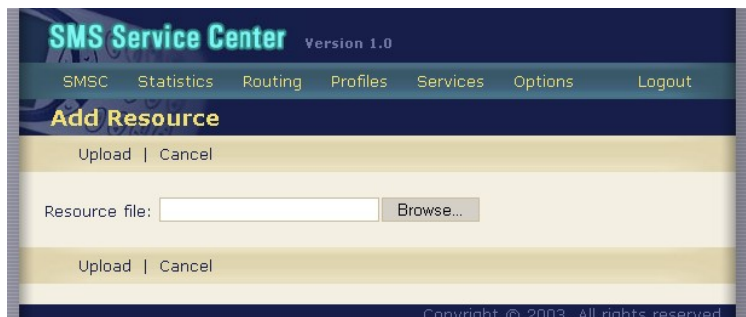 SMS Service Center Version 1.0
SMSC Statistics Routing Profiles Services Options Logout
Add Resource
Upload | Cancel
Resource file: Browse...
Upload | Cancel
Copyright © 2003. All rights reserved